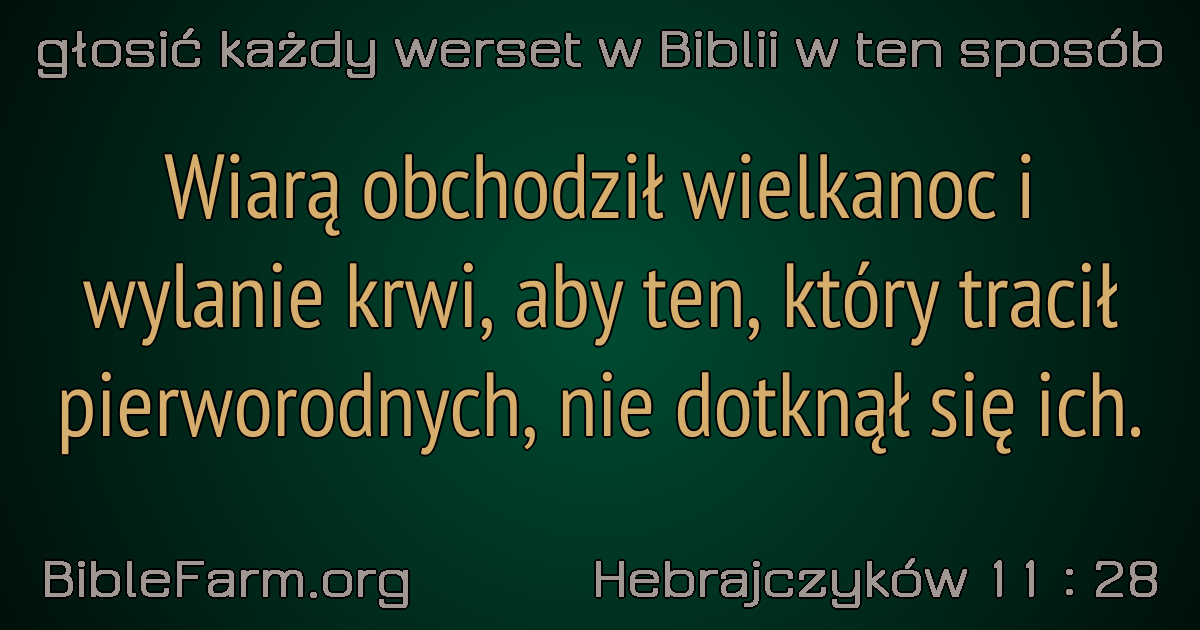 głosić każdy werset w Biblii w ten sposób
Wiarą obchodził wielkanoc i
wylanie krwi, aby ten, który tracił
pierworodnych, nie dotknął się ich.
BibleFarm.org
Hebrajczyków 11 : 28